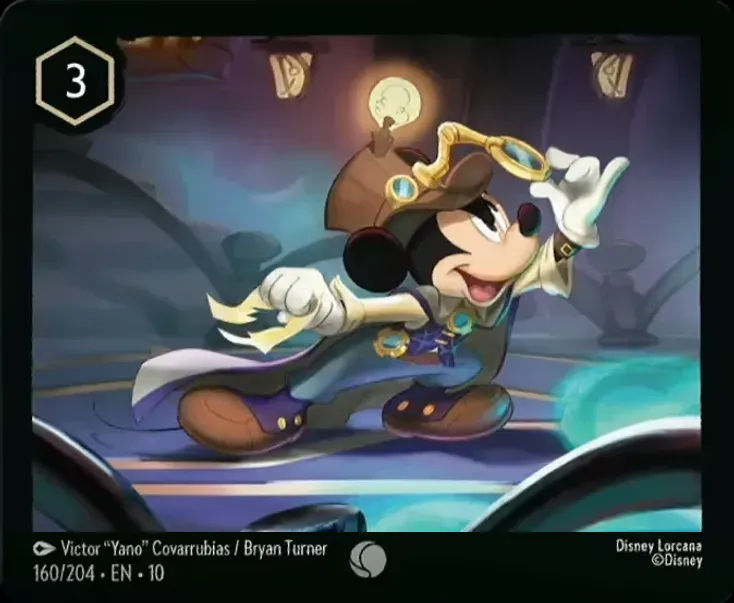 3
Victor "Yano" Covarrubias / Bryan Turner
Disney Lorcana
160/204 • EN • 10
©Disney